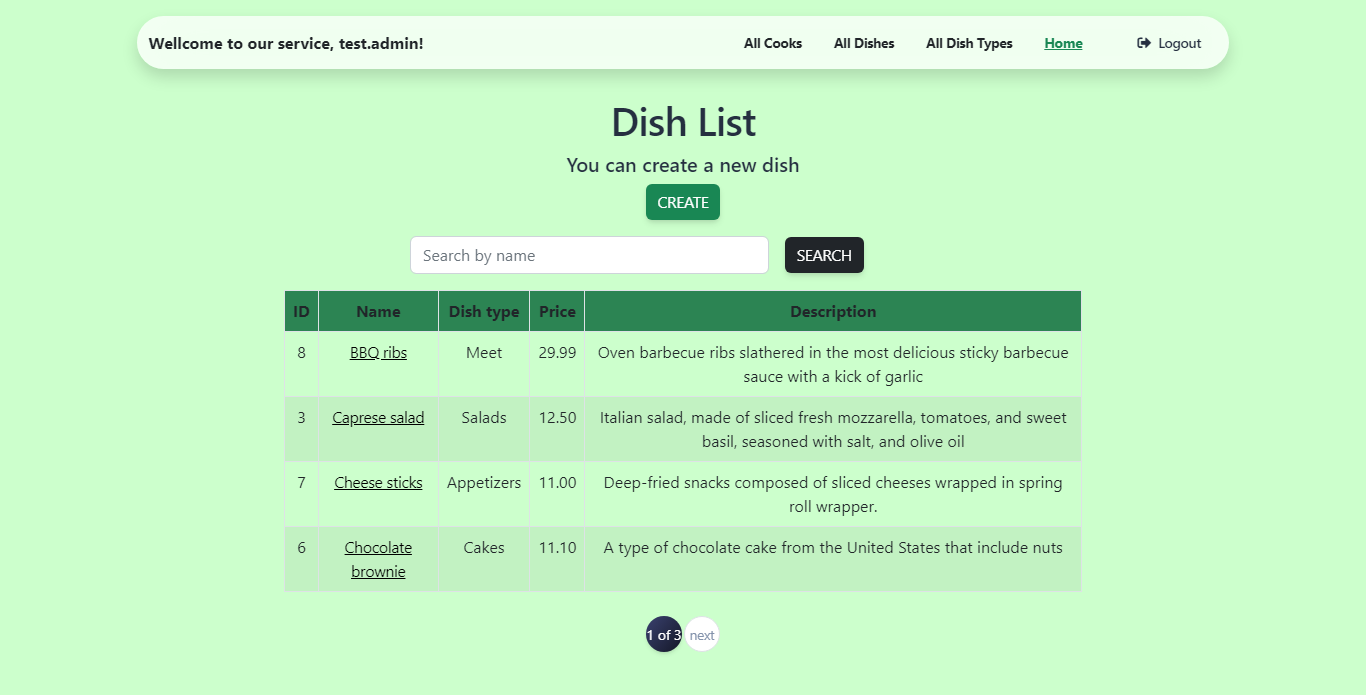 Wellcome to our service, test.admin! All Cooks All Dishes All Dish Types Home Logout
Dish List
You can create a new dish
CREATE
Search by name SEARCH
ID Name Dish type Price Description
8 BBQ ribs Meet 29.99 Oven barbecue ribs slathered in the most delicious sticky barbecue
sauce with a kick of garlic
3 Caprese salad Salads 12.50 Italian salad, made of sliced fresh mozzarella, tomatoes, and sweet
basil, seasoned with salt, and olive oil
7 Cheese sticks Appetizers 11.00 Deep-fried snacks composed of sliced cheeses wrapped in spring
roll wrapper.
6 Chocolate Cakes 11.10 A type of chocolate cake from the United States that include nuts
brownie
1 of 3 next